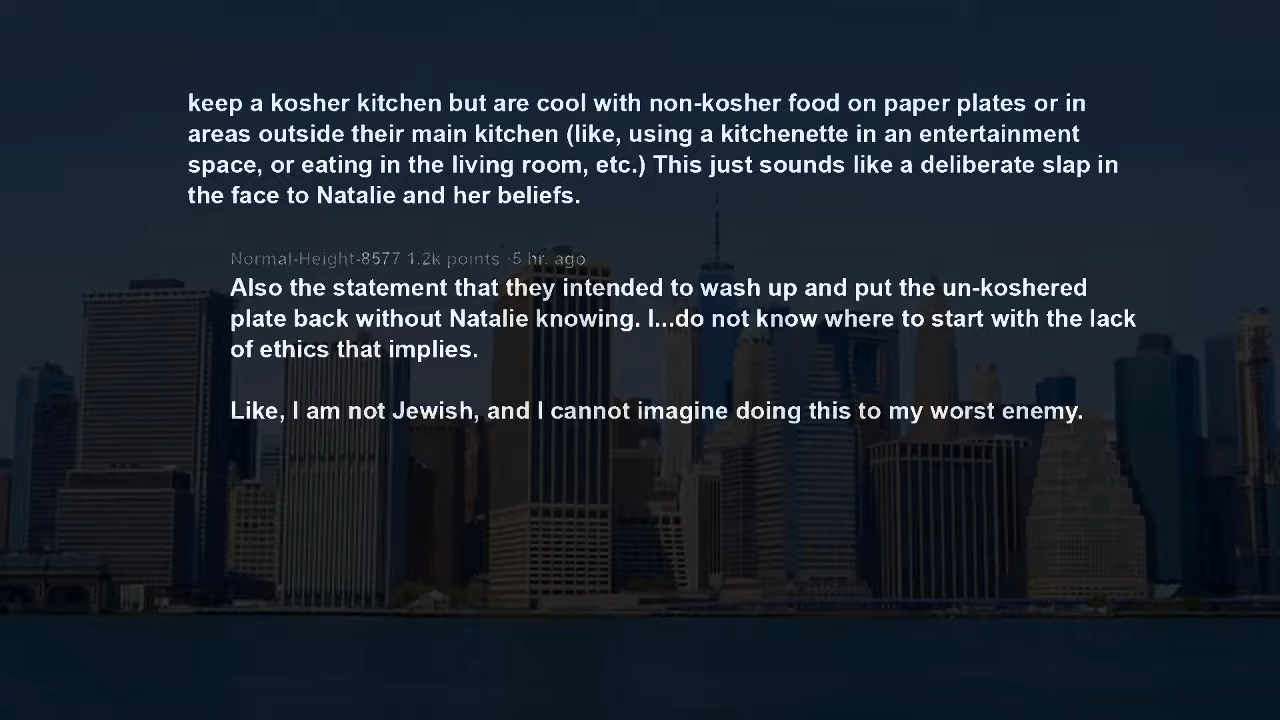 keep a kosher kitchen but are cool with non-kosher food on paper plates or in
areas outside their main kitchen (like, using a kitchenette in an entertainment
space, or eating in the living room, etc.) This just sounds like a deliberate slap in
the face to Natalie and her beliefs.
Normal-Height-8577 1.2k points ·5 hr. ago
Also the statement that they intended to wash up and put the un-koshered
plate back without Natalie knowing. I...do not know where to start with the lack
of ethics that implies.
Like, I am not Jewish, and I cannot imagine doing this to my worst enemy.